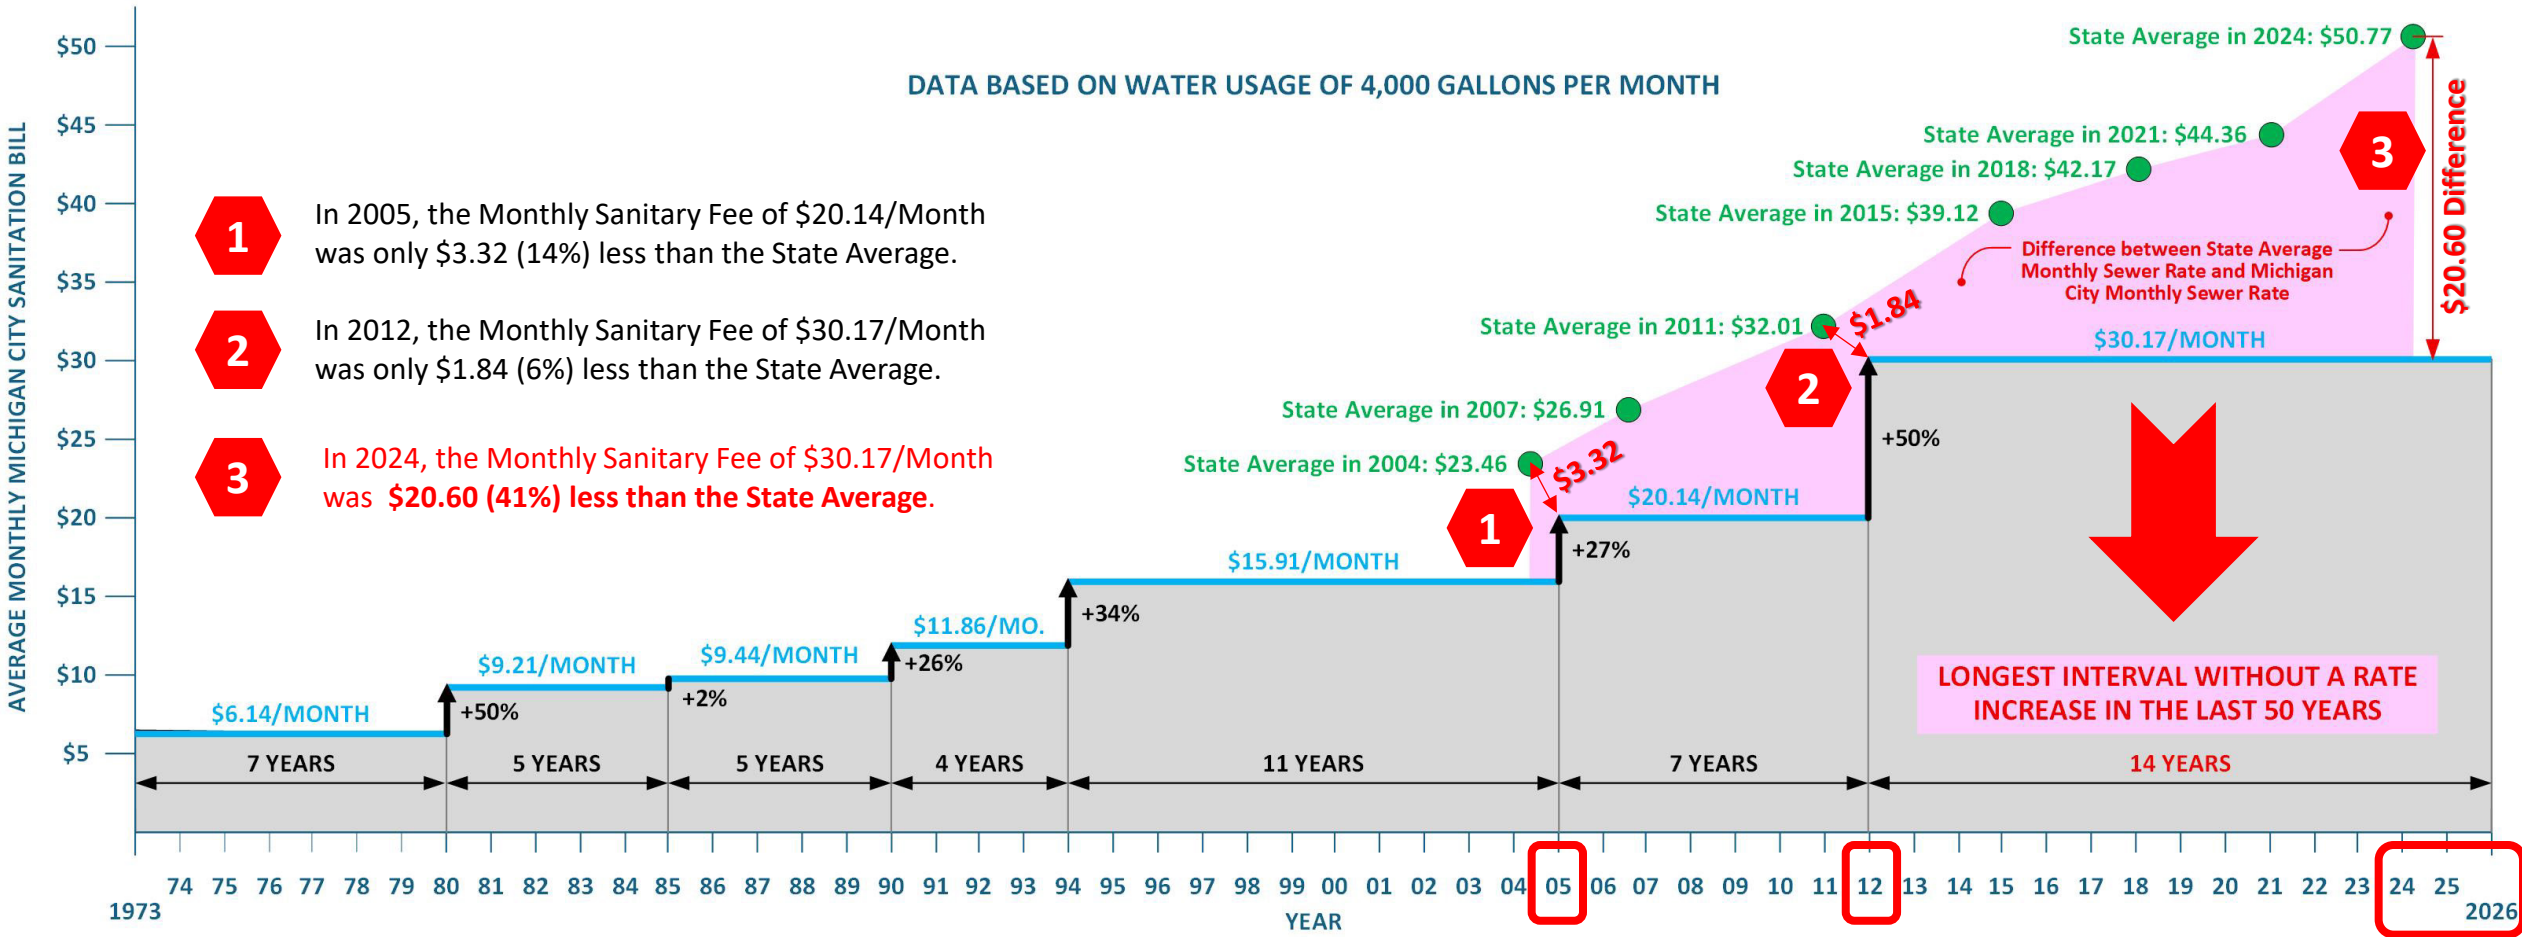 $50
$45
$40
$35
$30
$25
$20
$15
$10
$5
AVERAGE MONTHLY MICHIGAN CITY SANITATION BILL
DATA BASED ON WATER USAGE OF 4,000 GALLONS PER MONTH
1
In 2005, the Monthly Sanitary Fee of $20.14/Month
was only $3.32 (14%) less than the State Average.
2
In 2012, the Monthly Sanitary Fee of $30.17/Month
was only $1.84 (6%) less than the State Average.
3
In 2024, the Monthly Sanitary Fee of $30.17/Month
was $20.60 (41%) less than the State Average.
State Average in 2024: $50.77
State Average in 2021: $44.36
State Average in 2018: $42.17
State Average in 2015: $39.12
State Average in 2011: $32.01
State Average in 2007: $26.91
State Average in 2004: $23.46
3
$20.60 Difference
Difference between State Average
Monthly Sewer Rate and Michigan
City Monthly Sewer Rate
$1.84
2
$3.32
1
$6.14/MONTH
+50%
$9.21/MONTH
+2%
$9.44/MONTH
+26%
$11.86/MO.
+34%
$15.91/MONTH
+27%
$20.14/MONTH
+50%
$30.17/MONTH
LONGEST INTERVAL WITHOUT A RATE
INCREASE IN THE LAST 50 YEARS
7 YEARS
5 YEARS
5 YEARS
4 YEARS
11 YEARS
7 YEARS
14 YEARS
1973 74 75 76 77 78 79 80 81 82 83 84 85 86 87 88 89 90 91 92 93 94 95 96 97 98 99 00 01 02 03 04 05 06 07 08 09 10 11 12 13 14 15 16 17 18 19 20 21 22 23 24 25 2026
YEAR